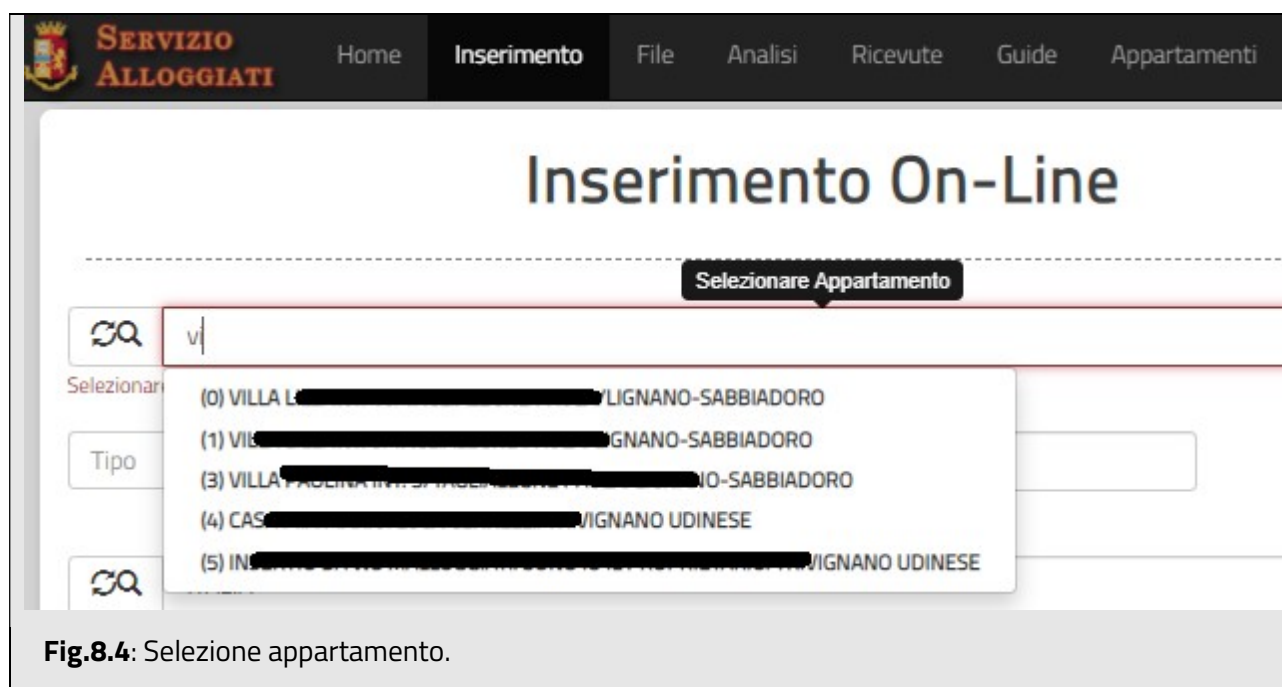 SERVIZIO
ALLOGGIATI
Home Inserimento File Analisi Ricevute Guide Appartamenti
Inserimento On-Line
Selezionare Appartamento
vi
Selezionar
(0) VILLA L /LIGNANO-SABBIADORO
(1) VIL GNANO-SABBIADORO
Tipo
(3) VILLA NO-SABBIADORO
(4) CAS VIGNANO UDINESE
(5) IN VIGNANO UDINESE
Fig.8.4: Selezione appartamento.